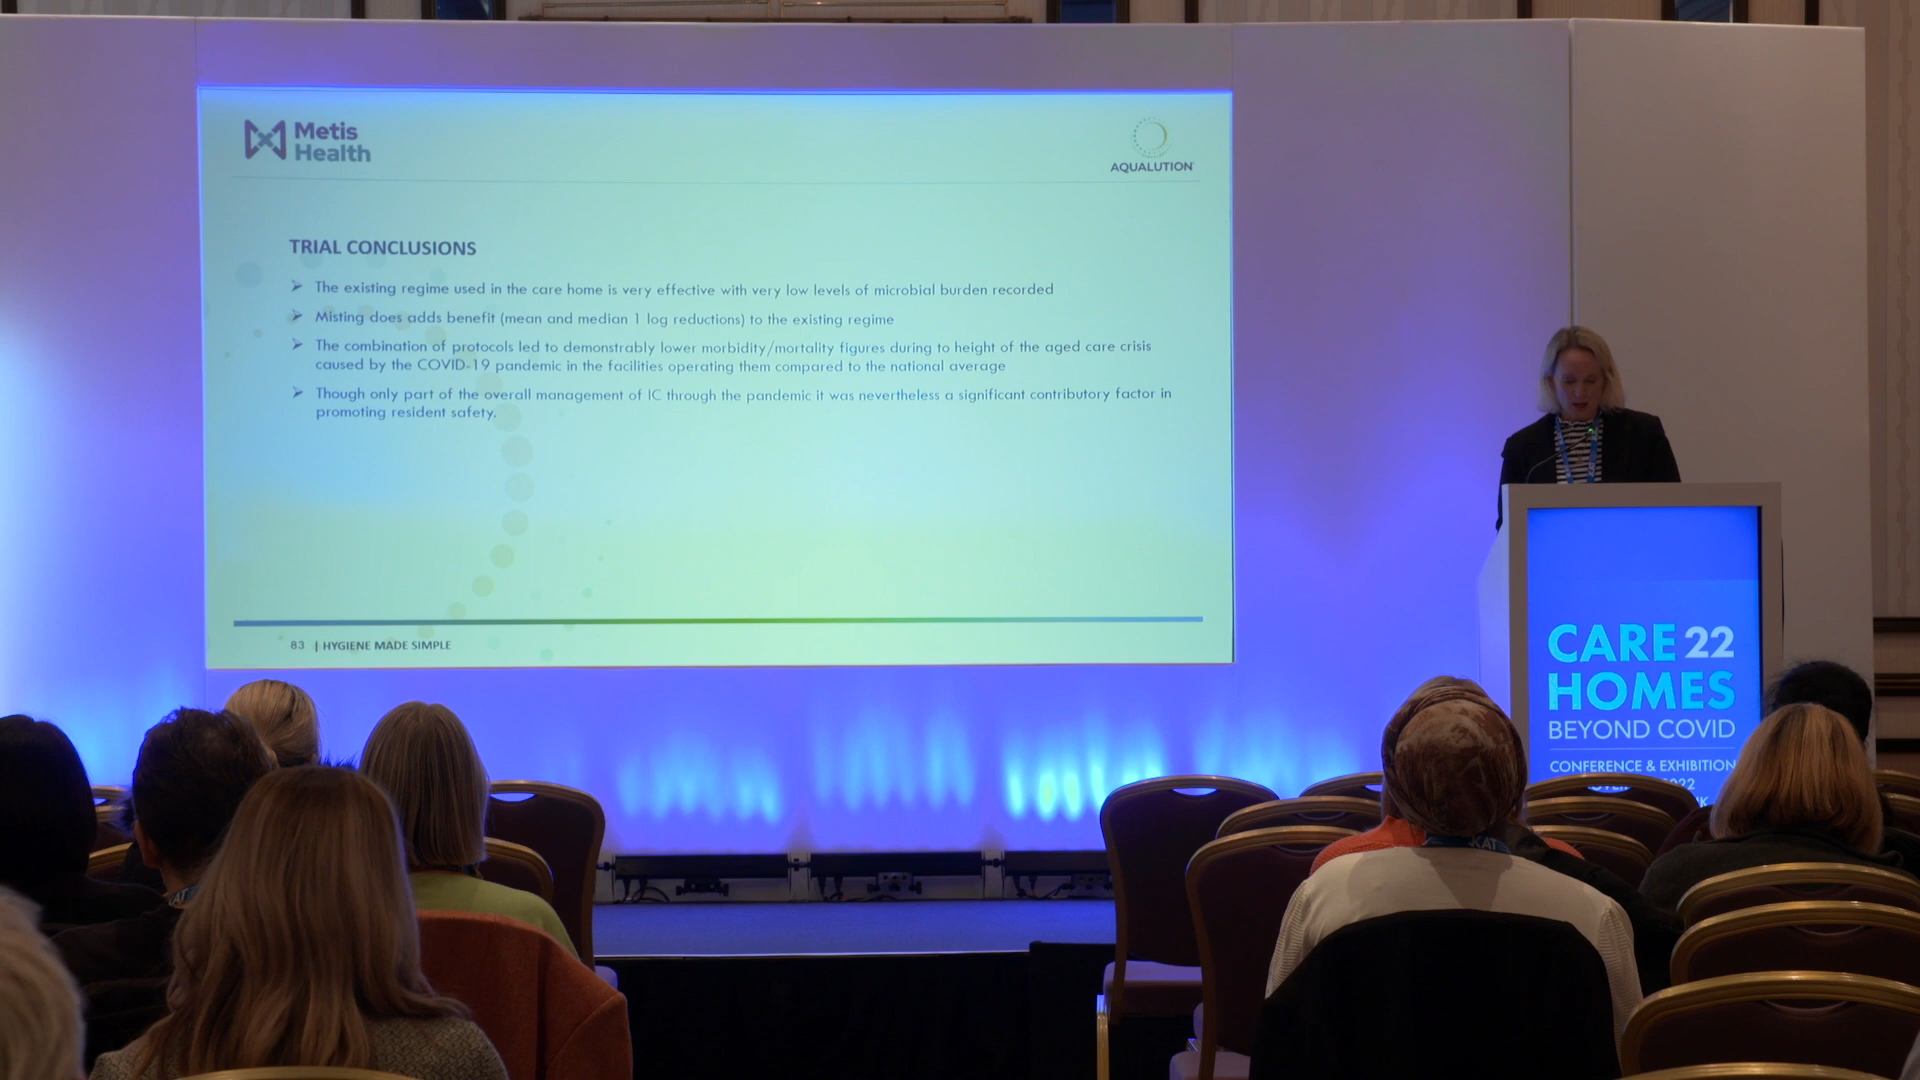 Metis
Health
AQUALUTION
TRIAL CONCLUSIONS
➢ The existing regime used in the care home is very effective with very low levels of microbial burden recorded
➢ Misting does adds benefit (mean and median 1 log reductions) to the existing regime
➢ The combination of protocols led to demonstrably lower morbidity/mortality figures during to height of the aged care crisis
caused by the COVID-19 pandemic in the facilities operating them compared to the national average
➢ Though only part of the overall management of IC through the pandemic it was nevertheless a significant contributory factor in
promoting resident safety.
83 | HYGIENE MADE SIMPLE
CARE 22
HOMES
BEYOND COVID
CONFERENCE & EXHIBITION